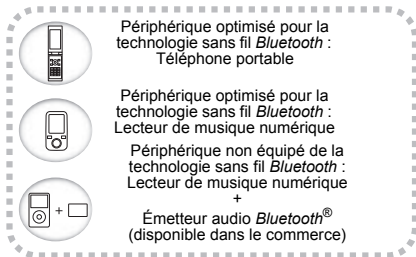 Périphérique optimisé pour la
technologie sans fil Bluetooth :
Téléphone portable
Périphérique optimisé pour la
technologie sans fil Bluetooth :
Lecteur de musique numérique
Périphérique non équipé de la
technologie sans fil Bluetooth :
Lecteur de musique numérique
+
+
Émetteur audio Bluetooth®
(disponible dans le commerce)